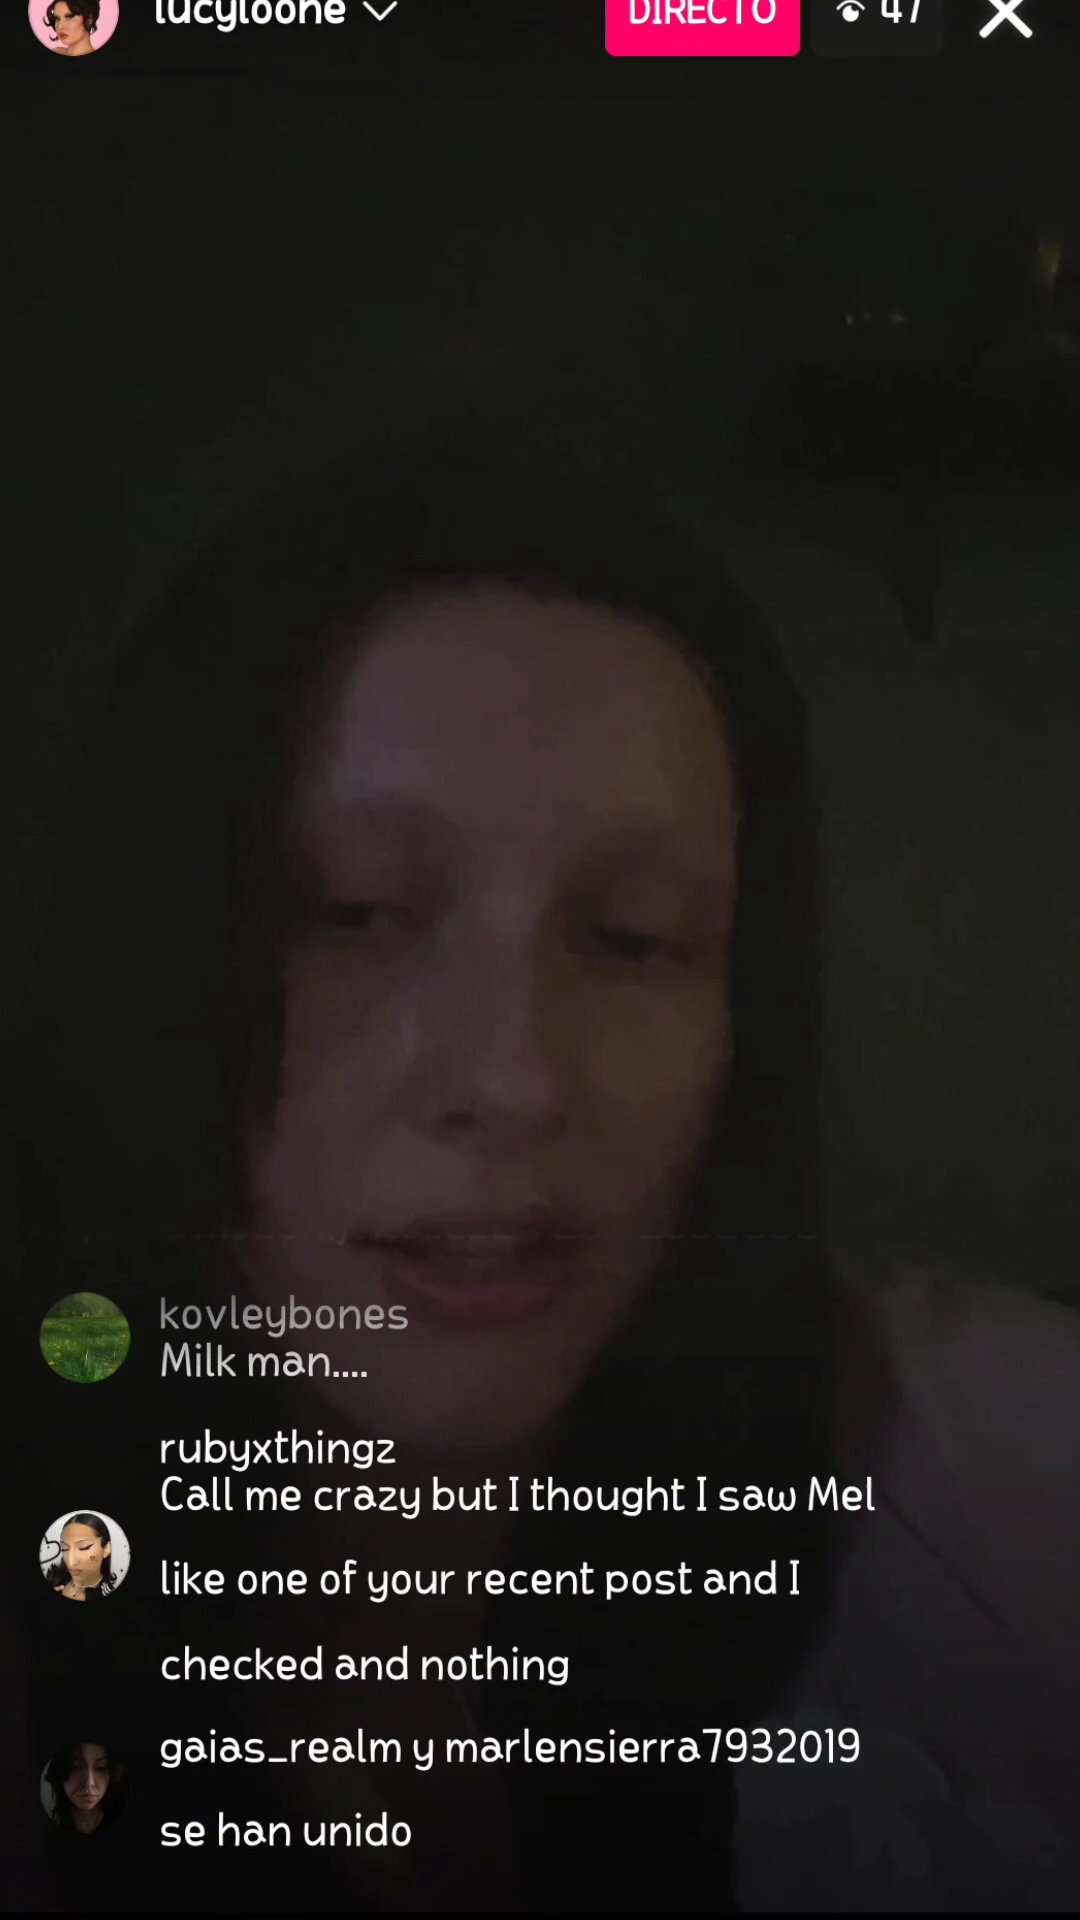 lucyloone
DIRECTO
47
kovleybones
Milk man....
rubyxthingz
Call me crazy but I thought I saw Mel
like one of your recent post and I
checked and nothing
gaias_realm y marlensierra7932019
se han unido